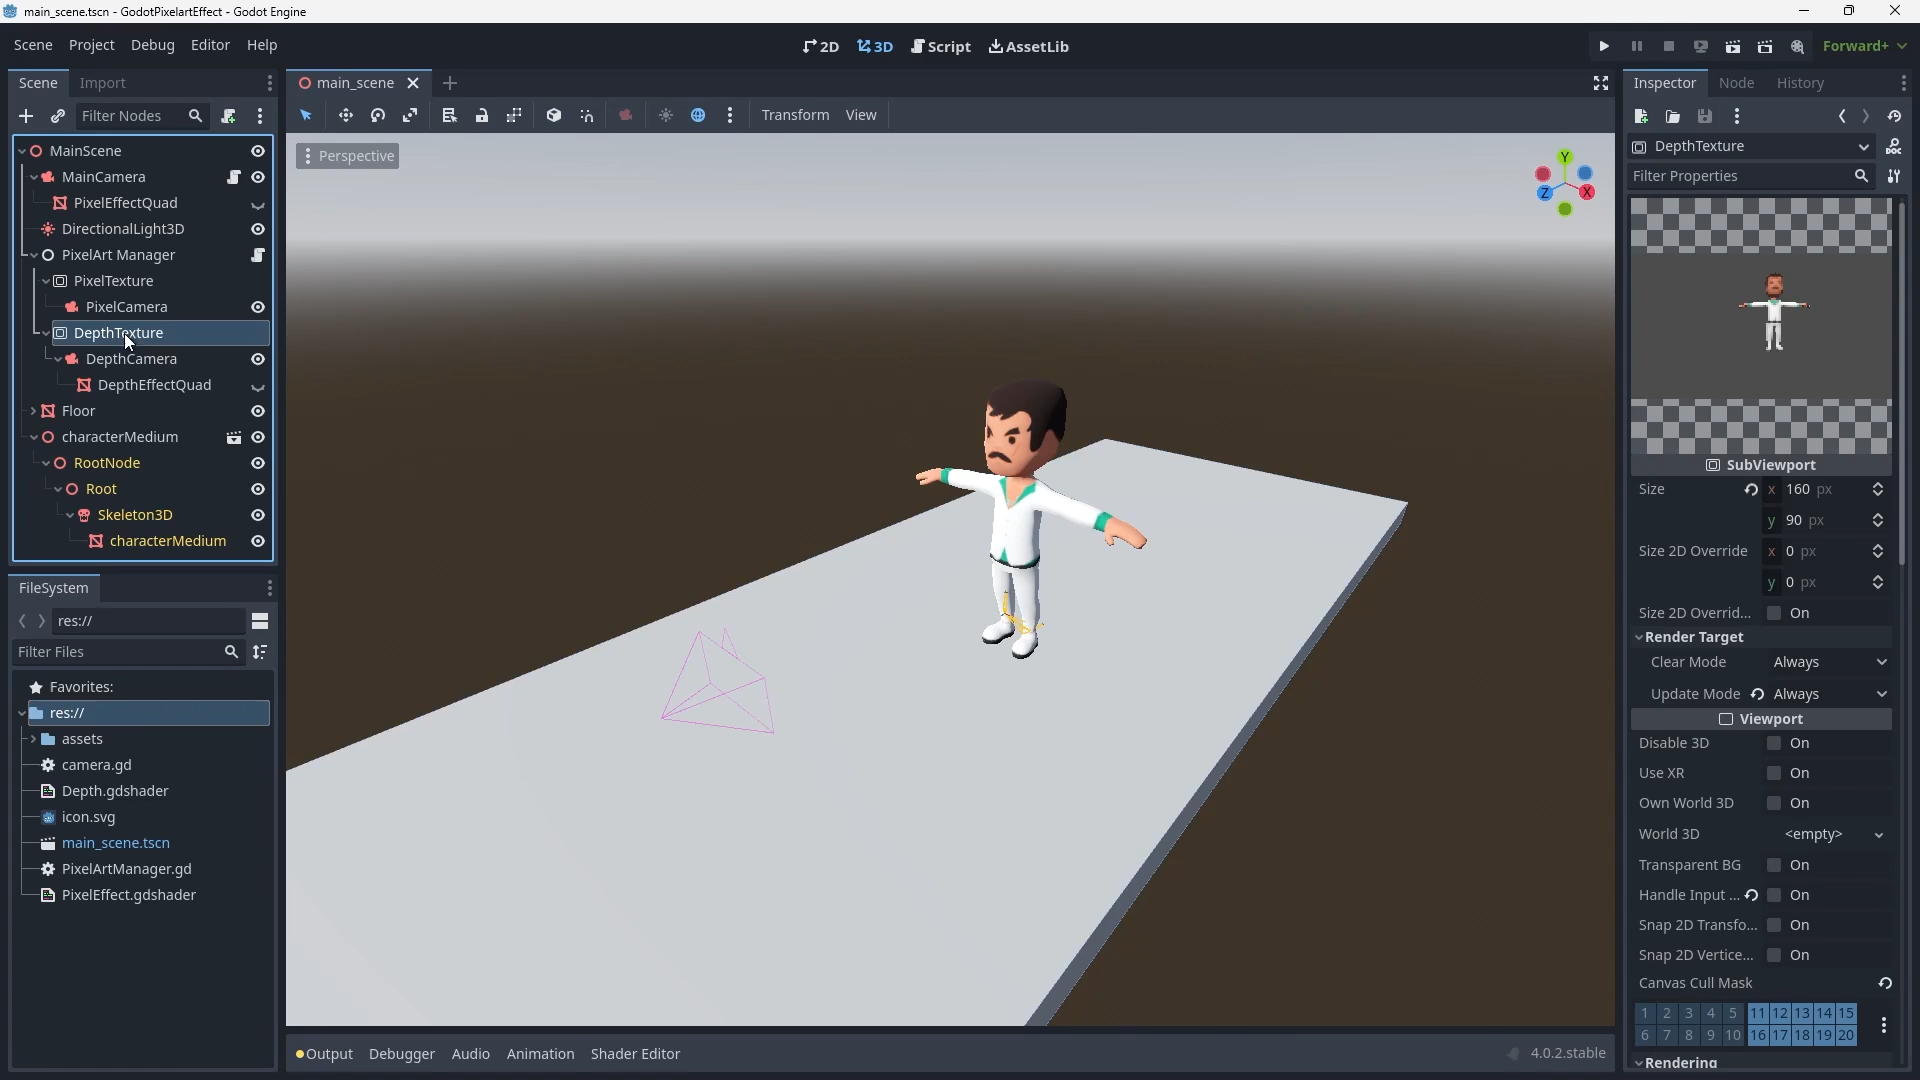 main_scene.tscn - GodotPixelartEffect - Godot Engine
Scene Project Debug Editor Help
2D 3D Script AssetLib
Forward+
Scene Import
main_scene
Inspector Node History
Filter Nodes
Transform View
MainScene
MainCamera
PixelEffectQuad
DirectionalLight3D
PixelArt Manager
PixelTexture
PixelCamera
DepthTexture
DepthCamera
DepthEffectQuad
Floor
characterMedium
RootNode
Root
Skeleton3D
characterMedium
FileSystem
res://
Filter Files
Favorites:
res://
assets
camera.gd
Depth.gdshader
icon.svg
main_scene.tscn
PixelArtManager.gd
PixelEffect.gdshader
Perspective
Y
Z X
Output Debugger Audio Animation Shader Editor
4.0.2.stable
DepthTexture
Filter Properties
SubViewport
Size x 160 px
y 90 px
Size 2D Override x 0 px
y 0 px
Size 2D Overrid... On
Render Target
Clear Mode Always
Update Mode Always
Viewport
Disable 3D On
Use XR On
Own World 3D On
World 3D <empty>
Transparent BG On
Handle Input ... On
Snap 2D Transfo... On
Snap 2D Vertice... On
Canvas Cull Mask
1 2 3 4 5 11 12 13 14 15
6 7 8 9 10 16 17 18 19 20
Rendering